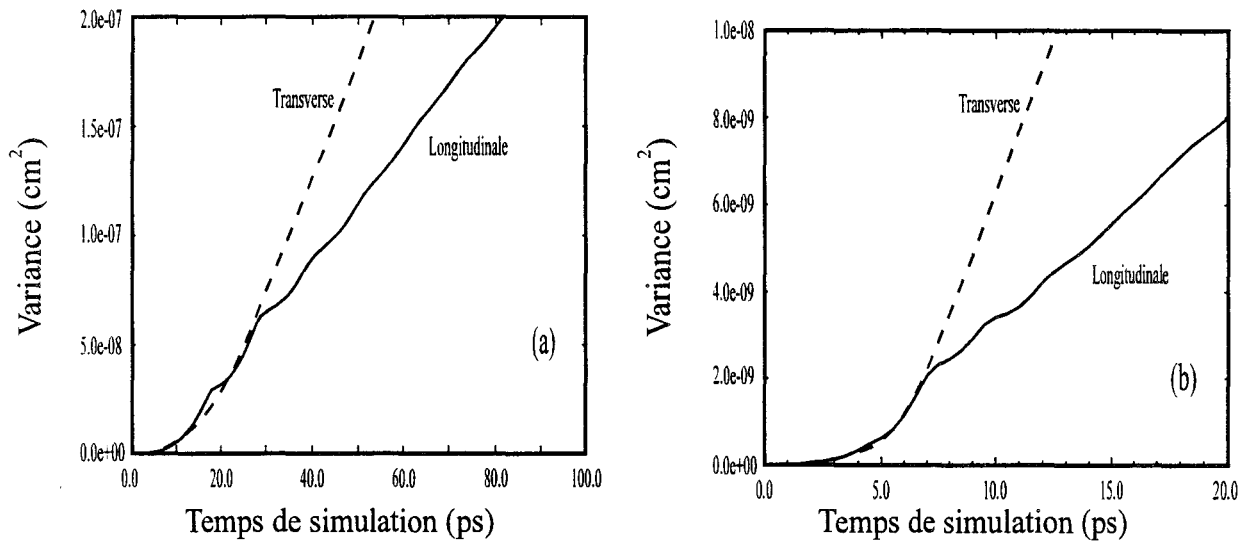 Variance (cm²)
2.0e-07
1.5e-07
1.0e-07
5.0e-08
0.0e+00
Transverse
Longitudinale
(a)
0.0 20.0 40.0 60.0 80.0 100.0
Temps de simulation (ps)
Variance (cm²)
1.0e-08
8.0e-09
6.0e-09
4.0e-09
2.0e-09
0.0e+00
Transverse
Longitudinale
(b)
0.0 5.0 10.0 15.0 20.0
Temps de simulation (ps)